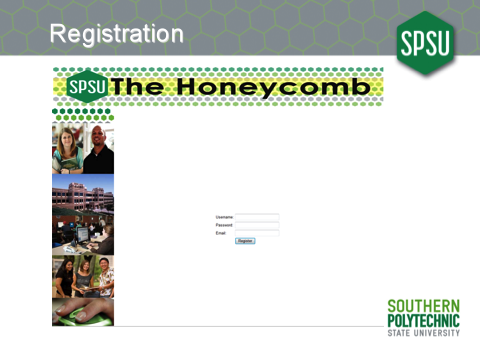 Registration
SPSU
SPSU The Honeycomb
Username:
Password:
Email:
Register
SOUTHERN
POLYTECHNIC
STATE UNIVERSITY